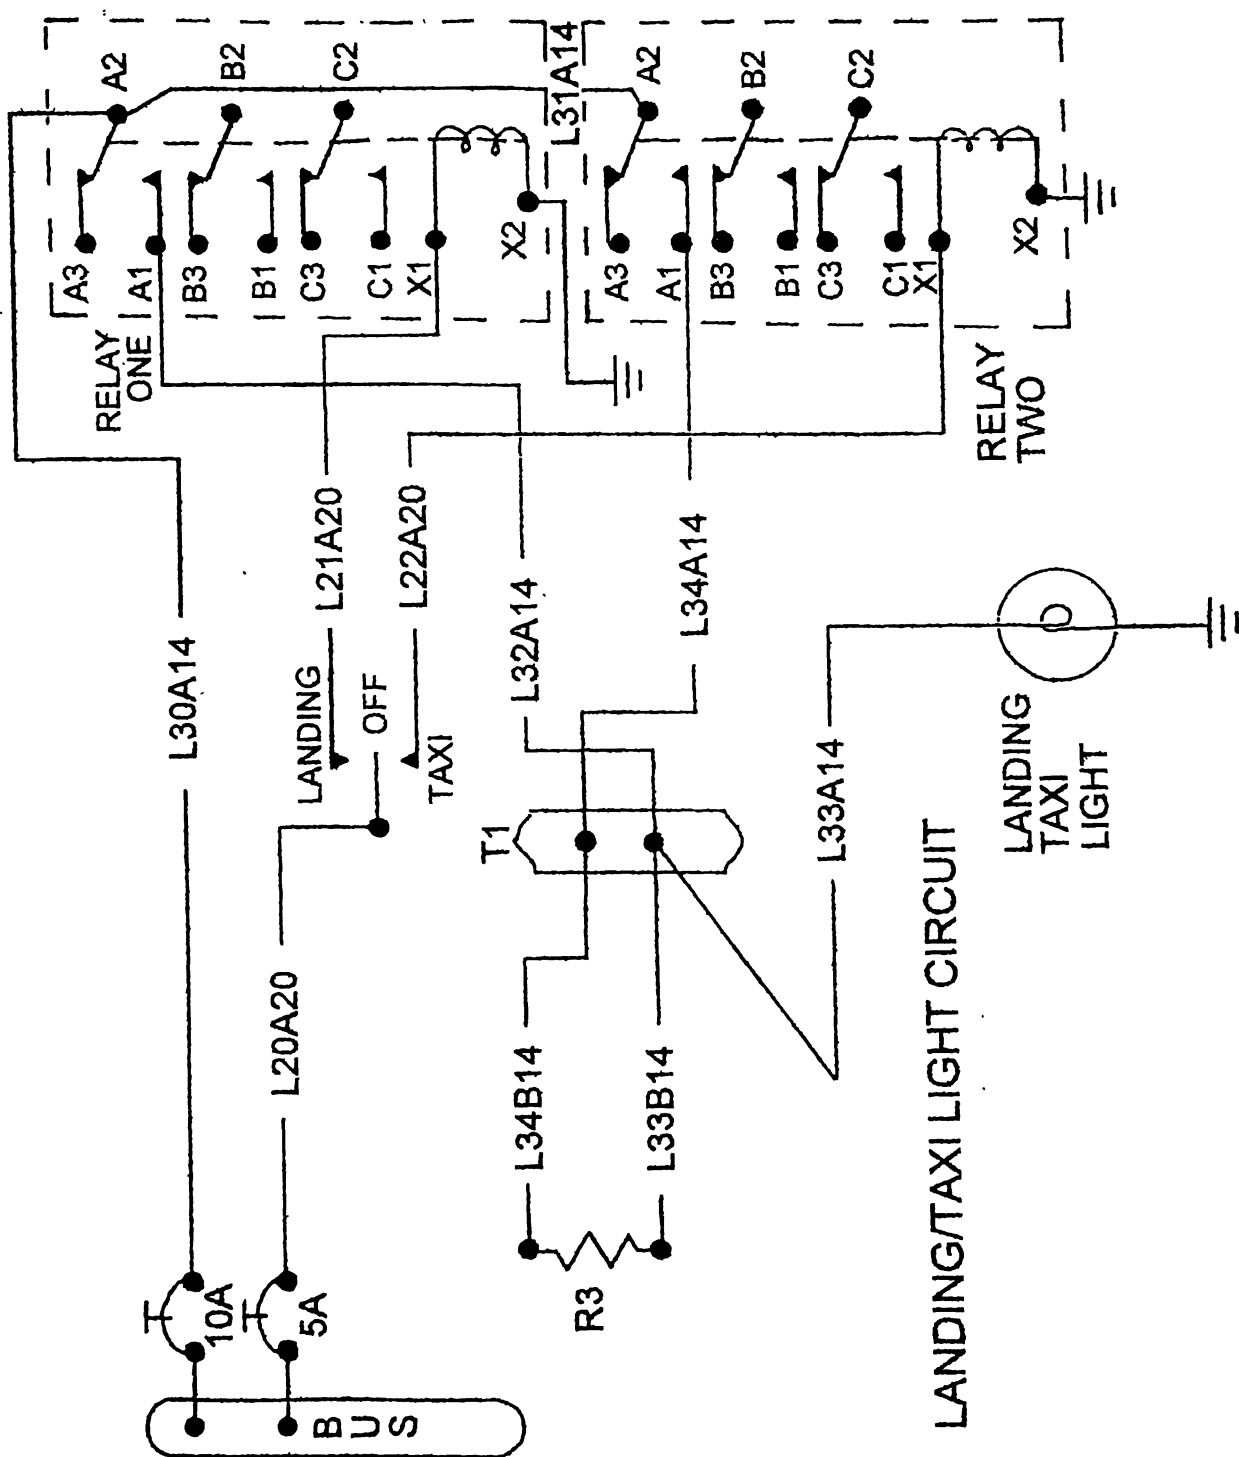 A2
B2
C2
L31A14
A2
B2
C2
A3
A1
B3
B1
C3
C1
X1
X2
A3
A1
B3
B1
C3
C1
X1
X2
RELAY
ONE
RELAY
TWO
L30A14
L21A20
L22A20
L32A14
L34A14
LANDING
OFF
TAXI
L20A20
T1
L33A14
LANDING
TAXI
LIGHT
L34B14
L33B14
R3
10A
5A
BUS
LANDING/TAXI LIGHT CIRCUIT